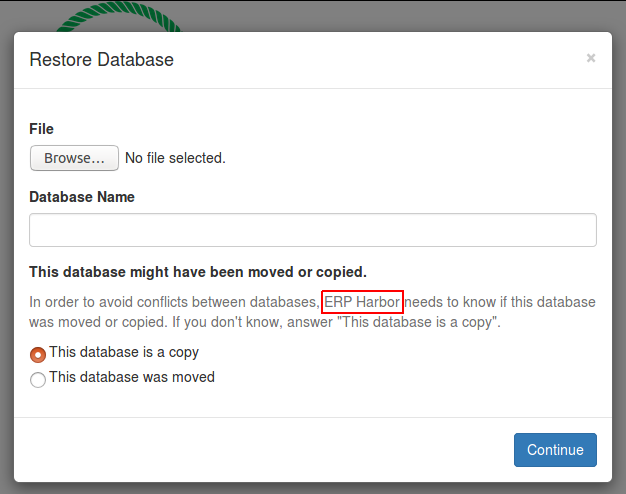 Restore Database
×
File
Browse... No file selected.
Database Name
This database might have been moved or copied.
In order to avoid conflicts between databases, ERP Harbor needs to know if this database
was moved or copied. If you don't know, answer "This database is a copy".
This database is a copy
This database was moved
Continue